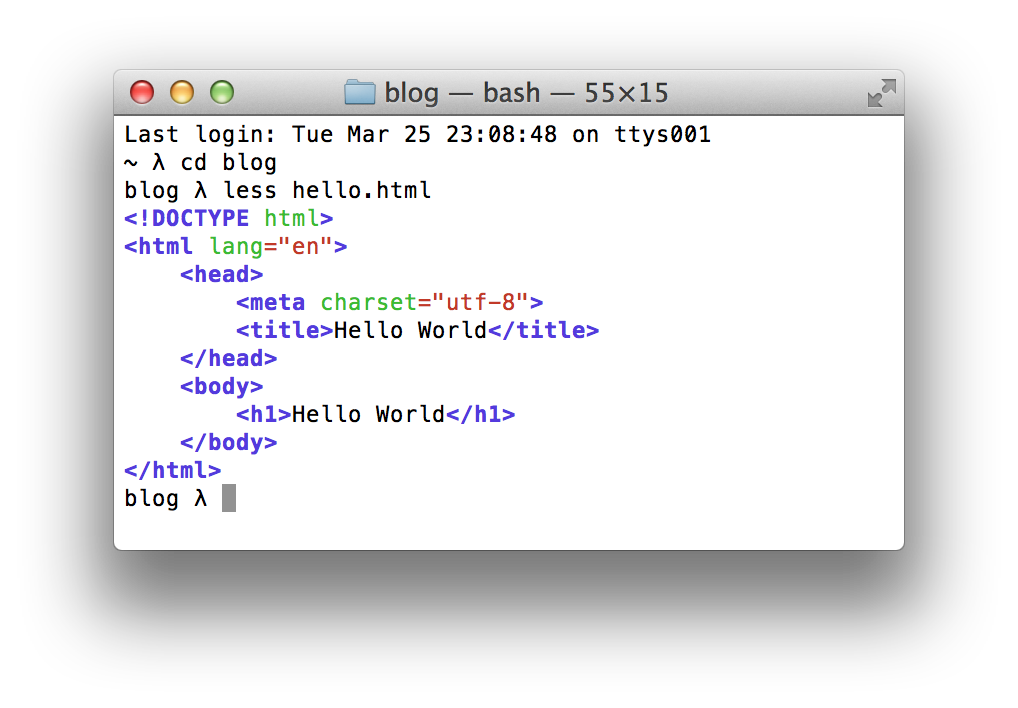 blog — bash — 55×15
Last login: Tue Mar 25 23:08:48 on ttys001
~ λ cd blog
blog λ less hello.html
<!DOCTYPE html>
<html lang="en">
    <head>
        <meta charset="utf-8">
        <title>Hello World</title>
    </head>
    <body>
        <h1>Hello World</h1>
    </body>
</html>
blog λ